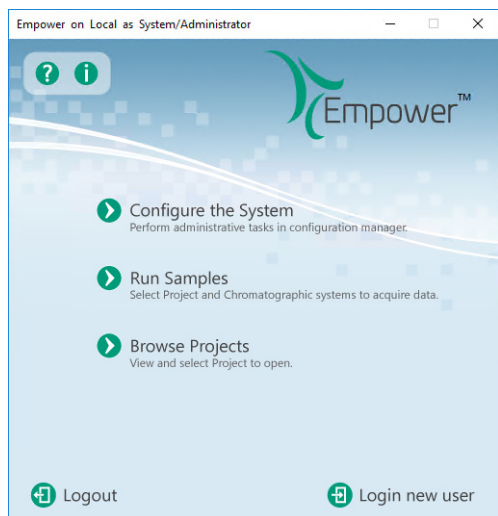 Empower on Local as System/Administrator
? i
Empower™
Configure the System
Perform administrative tasks in configuration manager.
Run Samples
Select Project and Chromatographic systems to acquire data.
Browse Projects
View and select Project to open.
Logout
Login new user